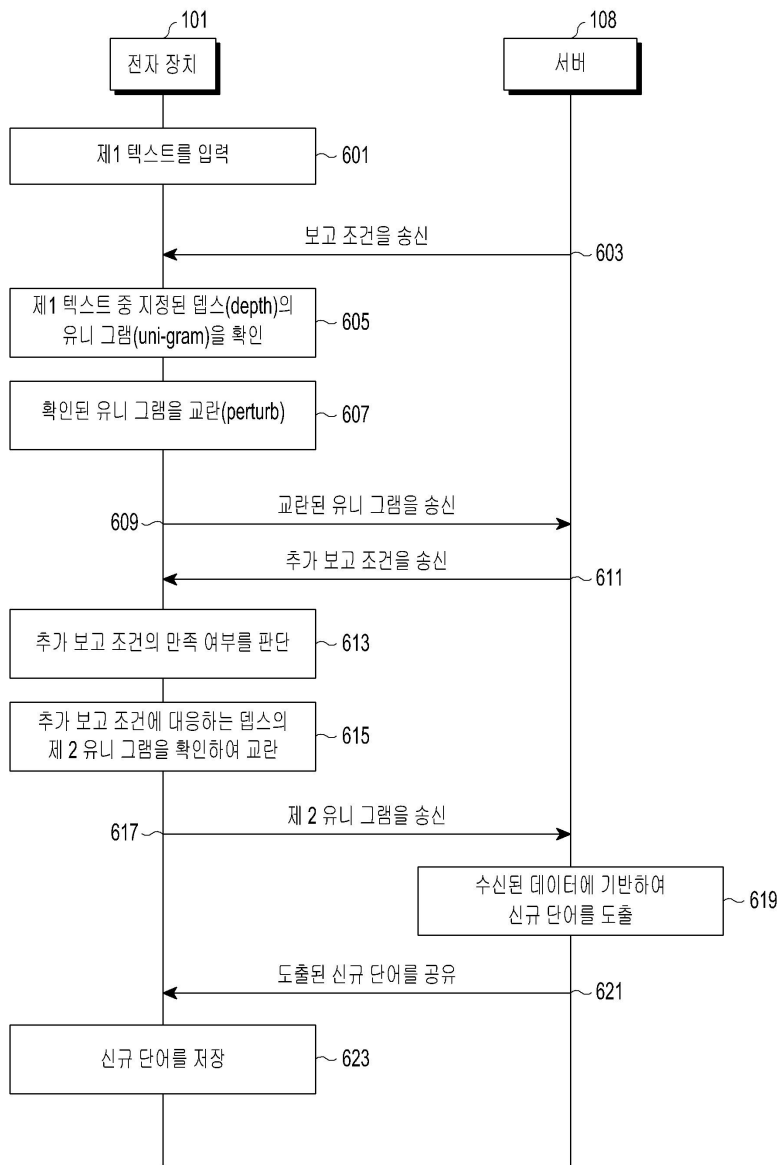 101
108
전자 장치
서버
제1 텍스트를 입력
601
보고 조건을 송신
603
제1 텍스트 중 지정된 뎁스(depth)의
유니 그램(uni-gram)을 확인
605
확인된 유니 그램을 교란(perturb)
607
교란된 유니 그램을 송신
609
추가 보고 조건을 송신
611
추가 보고 조건의 만족 여부를 판단
613
추가 보고 조건에 대응하는 뎁스의
제 2 유니 그램을 확인하여 교란
615
제 2 유니 그램을 송신
617
수신된 데이터에 기반하여
신규 단어를 도출
619
도출된 신규 단어를 공유
621
신규 단어를 저장
623